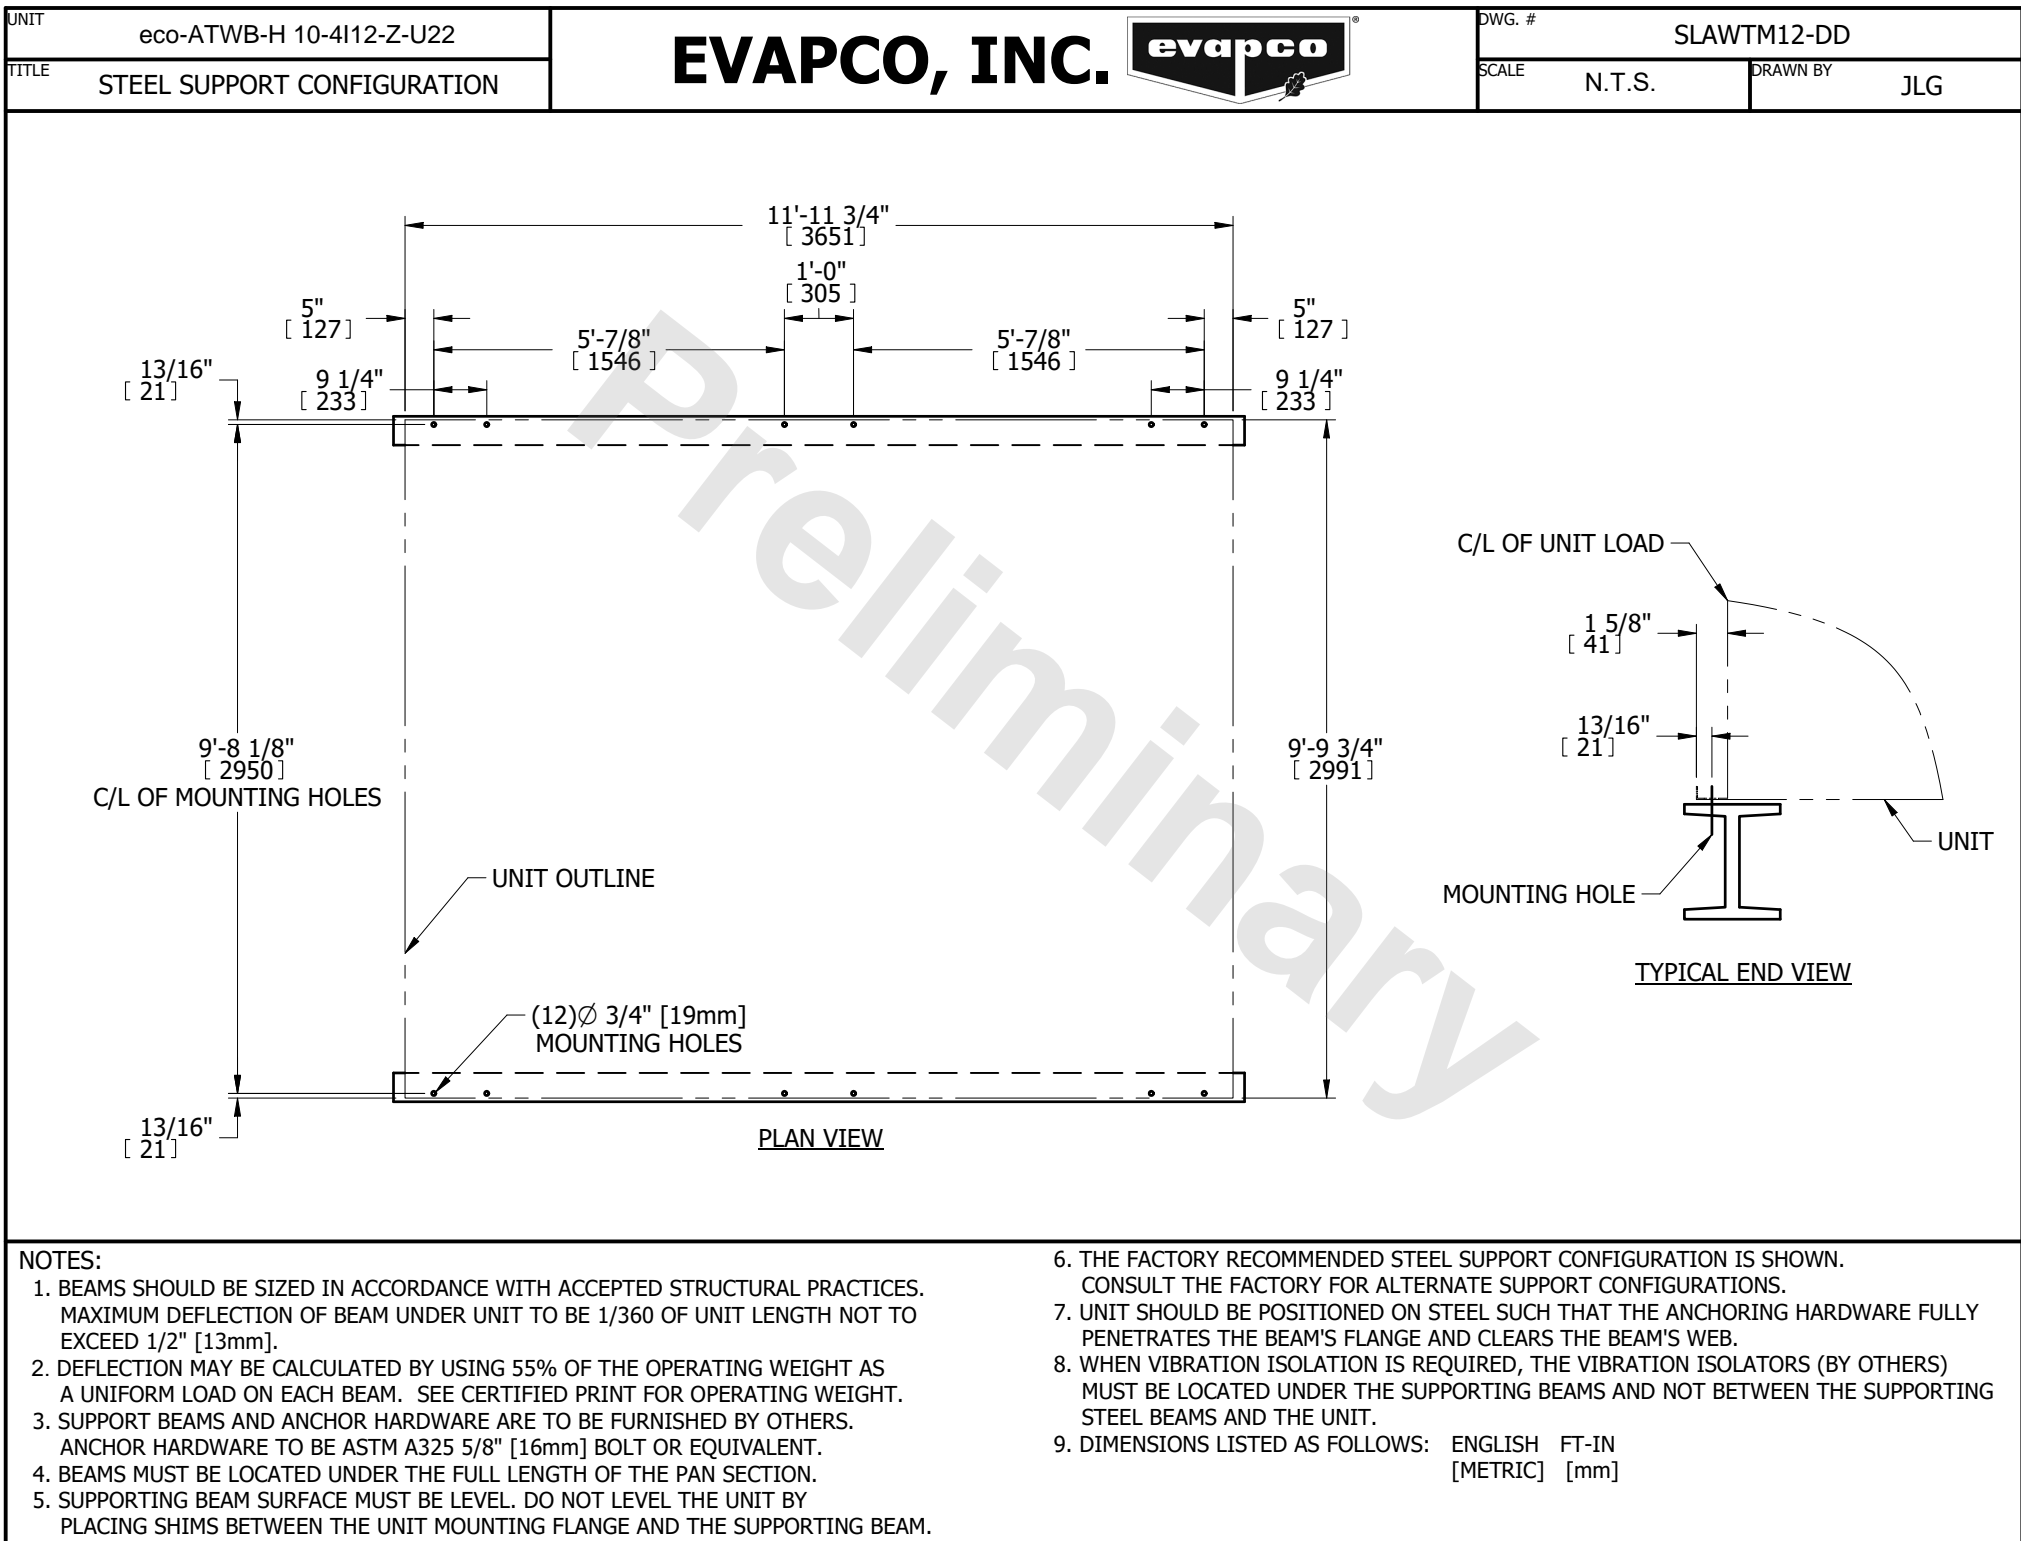 UNIT
eco-ATWB-H 10-4I12-Z-U22
TITLE
STEEL SUPPORT CONFIGURATION
EVAPCO, INC.
evapco
®
DWG. #
SLAWTM12-DD
SCALE
N.T.S.
DRAWN BY
JLG
11'-11 3/4"
[ 3651 ]
1'-0"
[ 305 ]
5"
[ 127 ]
5'-7/8"
[ 1546 ]
5'-7/8"
[ 1546 ]
5"
[ 127 ]
13/16"
[ 21 ]
9 1/4"
[ 233 ]
9 1/4"
[ 233 ]
9'-8 1/8"
[ 2950 ]
C/L OF MOUNTING HOLES
9'-9 3/4"
[ 2991 ]
UNIT OUTLINE
(12)∅ 3/4" [19mm]
MOUNTING HOLES
13/16"
[ 21 ]
PLAN VIEW
Preliminary
C/L OF UNIT LOAD
1 5/8"
[ 41 ]
13/16"
[ 21 ]
UNIT
MOUNTING HOLE
TYPICAL END VIEW
NOTES:
1. BEAMS SHOULD BE SIZED IN ACCORDANCE WITH ACCEPTED STRUCTURAL PRACTICES.
MAXIMUM DEFLECTION OF BEAM UNDER UNIT TO BE 1/360 OF UNIT LENGTH NOT TO
EXCEED 1/2" [13mm].
2. DEFLECTION MAY BE CALCULATED BY USING 55% OF THE OPERATING WEIGHT AS
A UNIFORM LOAD ON EACH BEAM. SEE CERTIFIED PRINT FOR OPERATING WEIGHT.
3. SUPPORT BEAMS AND ANCHOR HARDWARE ARE TO BE FURNISHED BY OTHERS.
ANCHOR HARDWARE TO BE ASTM A325 5/8" [16mm] BOLT OR EQUIVALENT.
4. BEAMS MUST BE LOCATED UNDER THE FULL LENGTH OF THE PAN SECTION.
5. SUPPORTING BEAM SURFACE MUST BE LEVEL. DO NOT LEVEL THE UNIT BY
PLACING SHIMS BETWEEN THE UNIT MOUNTING FLANGE AND THE SUPPORTING BEAM.
6. THE FACTORY RECOMMENDED STEEL SUPPORT CONFIGURATION IS SHOWN.
CONSULT THE FACTORY FOR ALTERNATE SUPPORT CONFIGURATIONS.
7. UNIT SHOULD BE POSITIONED ON STEEL SUCH THAT THE ANCHORING HARDWARE FULLY
PENETRATES THE BEAM'S FLANGE AND CLEARS THE BEAM'S WEB.
8. WHEN VIBRATION ISOLATION IS REQUIRED, THE VIBRATION ISOLATORS (BY OTHERS)
MUST BE LOCATED UNDER THE SUPPORTING BEAMS AND NOT BETWEEN THE SUPPORTING
STEEL BEAMS AND THE UNIT.
9. DIMENSIONS LISTED AS FOLLOWS: ENGLISH FT-IN
[METRIC] [mm]